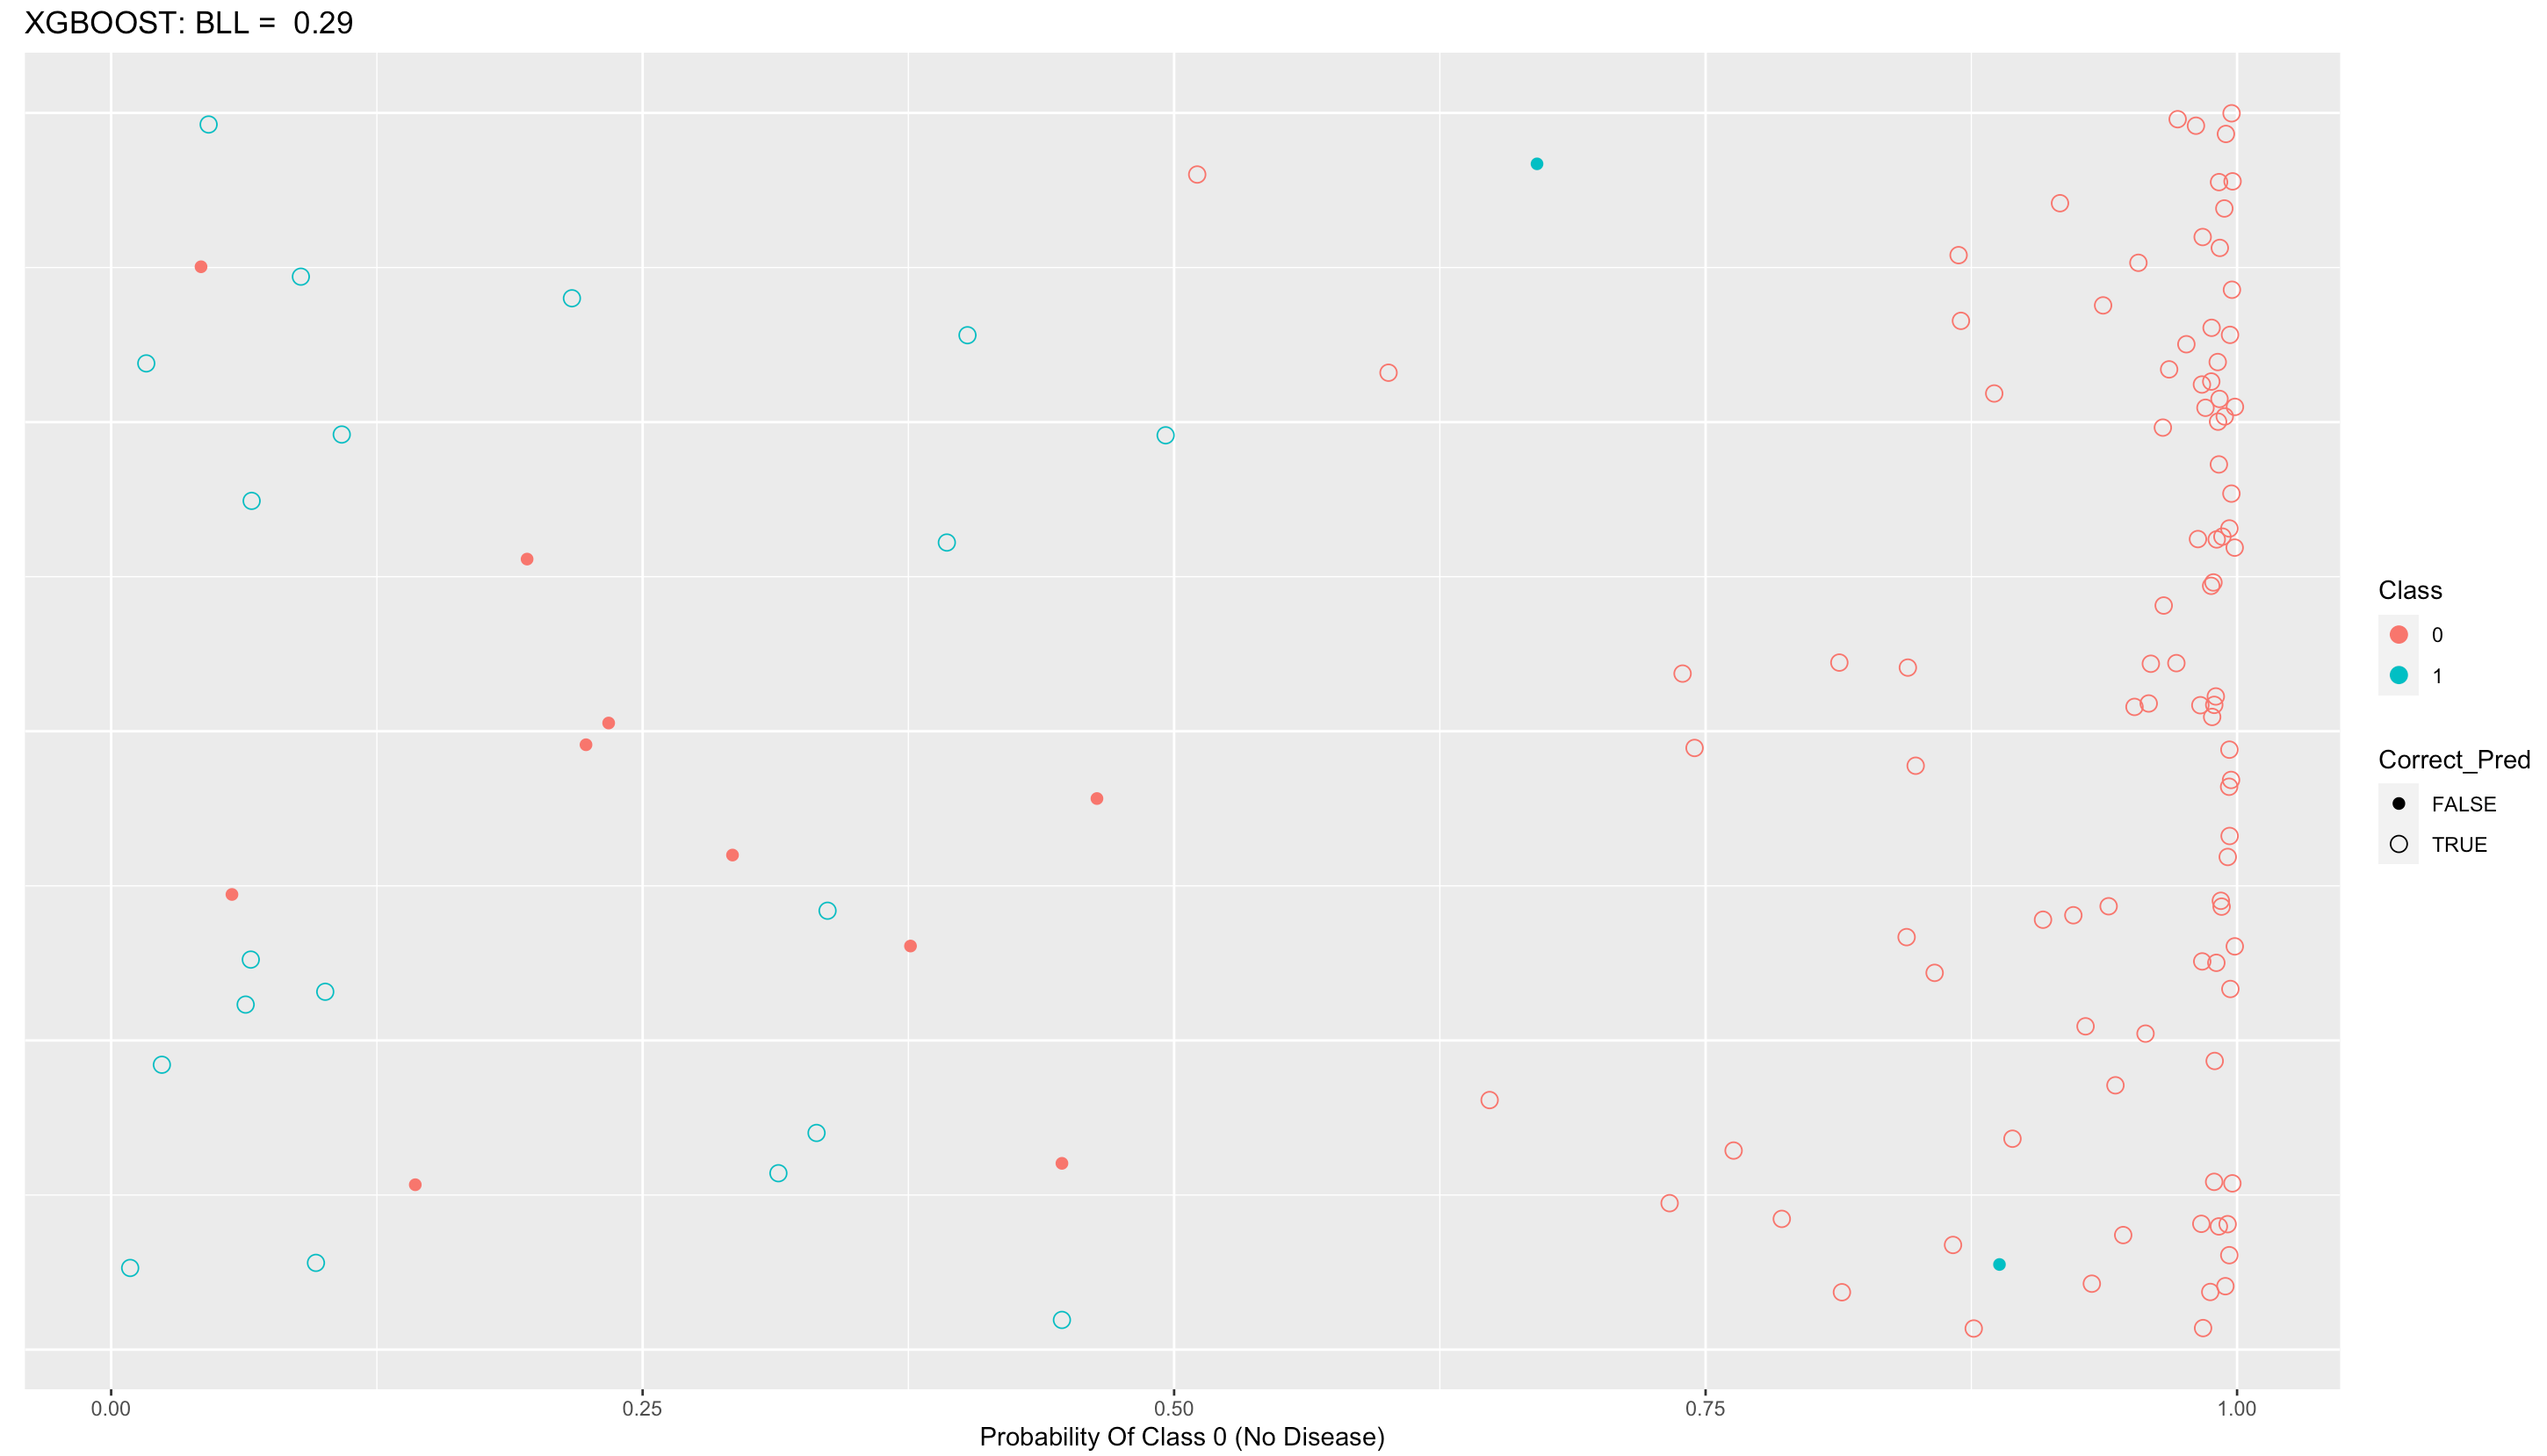 XGBOOST: BLL =  0.29
Class
0
1
Correct_Pred
FALSE
TRUE
0.00 0.25 0.50 0.75 1.00
Probability Of Class 0 (No Disease)